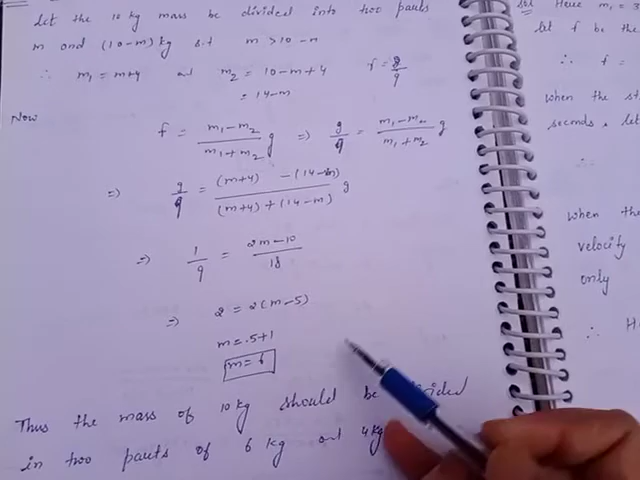 let the 10 kg mass be divided into two parts
m and (10-m) kg s.t m > 10-m
∴ m₁ = m+4 and m₂ = 10-m+4 f = g/9
= 14-m
Now
f = (m₁-m₂)/(m₁+m₂) g ⇒ g/9 = (m₁-m₂)/(m₁+m₂) g
⇒ g/9 = ((m+4) - (14-m))/((m+4)+(14-m)) g
⇒ 1/9 = (2m-10)/18
⇒ 2 = 2(m-5)
m = 5+1
m = 6
Thus the mass of 10 kg should be divided
in two parts of 6 kg and 4 kg
Sol Here m₁ = 3
let f be the
∴ f =
when the st
seconds, let
∴
when the
velocity
only
∴ H